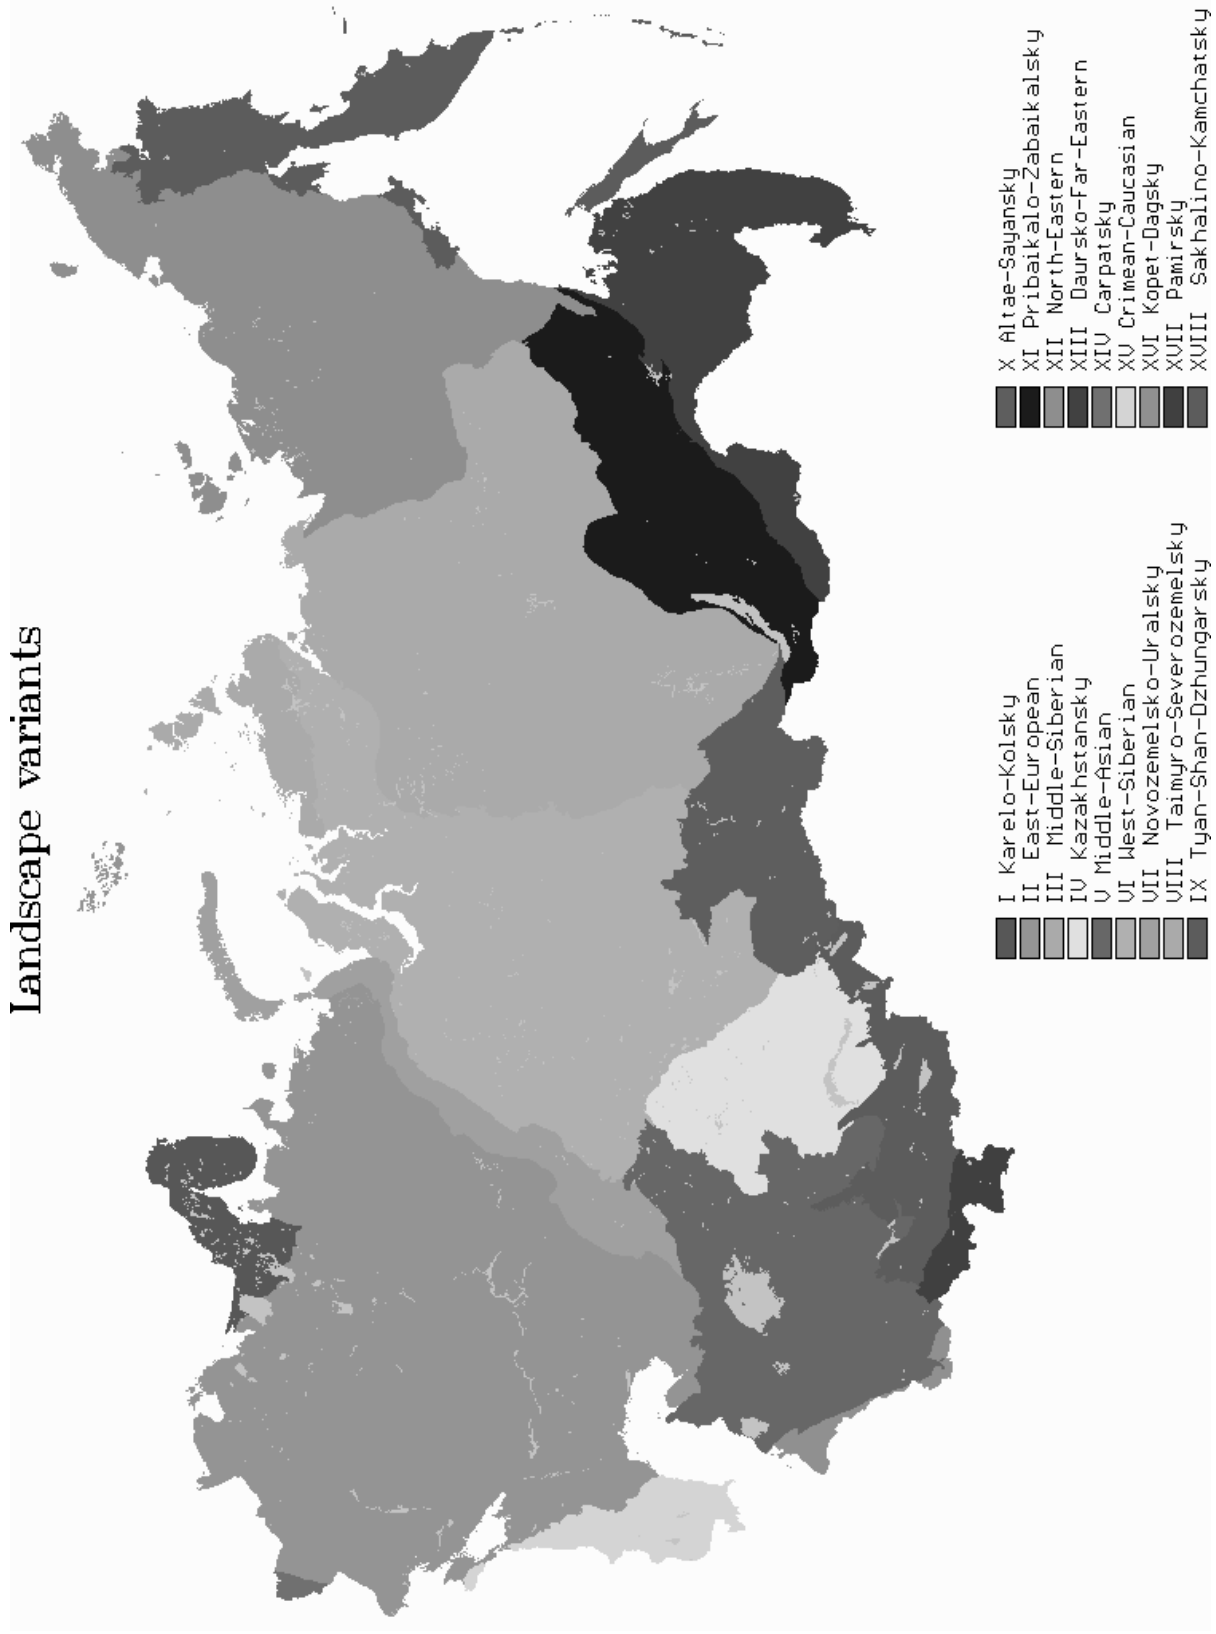 Landscape variants
I Karelo-Kolsky
II East-European
III Middle-Siberian
IV Kazakhstansky
V Middle-Asian
VI West-Siberian
VII Novozemelsko-Uralsky
VIII Taimyro-Severozemelsky
IX Tyan-Shan-Dzhungarsky
X Altae-Sayansky
XI Pribaikalo-Zabaikalsky
XII North-Eastern
XIII Daursko-Far-Eastern
XIV Carpatsky
XV Crimean-Caucasian
XVI Kopet-Dagsky
XVII Pamirsky
XVIII Sakhalino-Kamchatsky